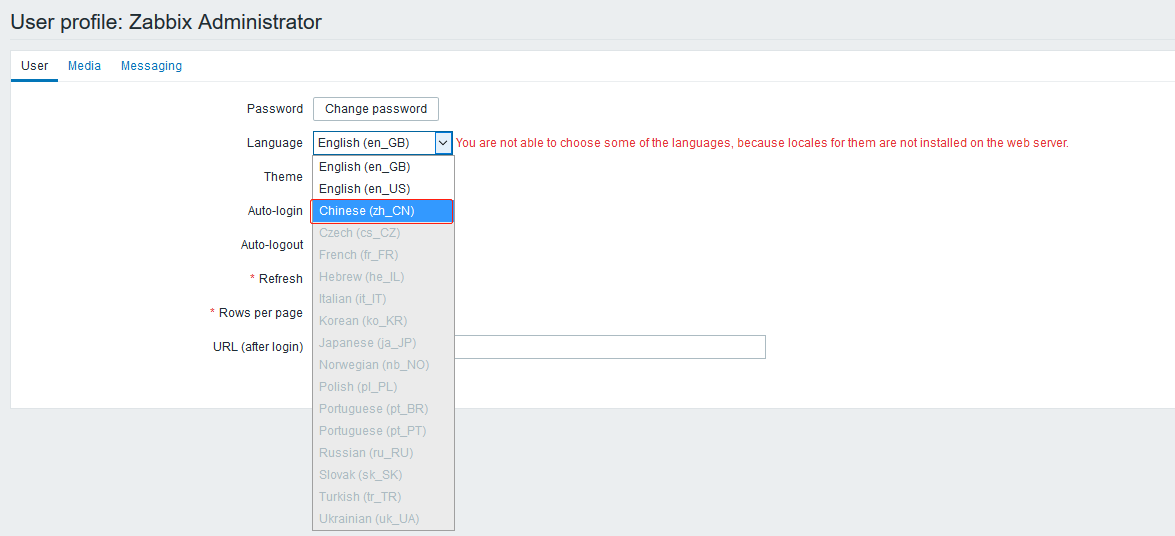 User profile: Zabbix Administrator
User Media Messaging
Password Change password
Language English (en_GB) You are not able to choose some of the languages, because locales for them are not installed on the web server.
English (en_GB)
Theme
English (en_US)
Auto-login Chinese (zh_CN)
Czech (cs_CZ)
Auto-logout
French (fr_FR)
* Refresh Hebrew (he_IL)
Italian (it_IT)
* Rows per page
Korean (ko_KR)
URL (after login) Japanese (ja_JP)
Norwegian (nb_NO)
Polish (pl_PL)
Portuguese (pt_BR)
Portuguese (pt_PT)
Russian (ru_RU)
Slovak (sk_SK)
Turkish (tr_TR)
Ukrainian (uk_UA)